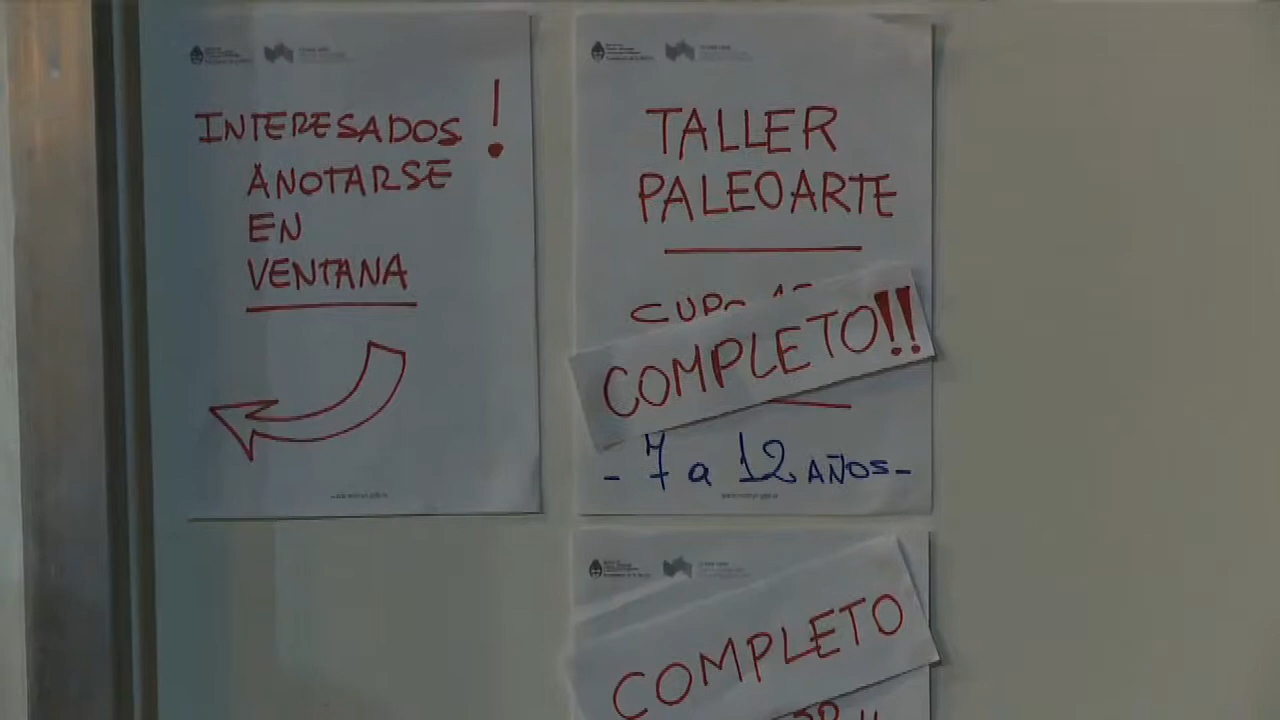 INTERESADOS !
ANOTARSE
EN
VENTANA
TALLER
PALEOARTE
COMPLETO!!
- 7 a 12 AÑOS -
COMPLETO